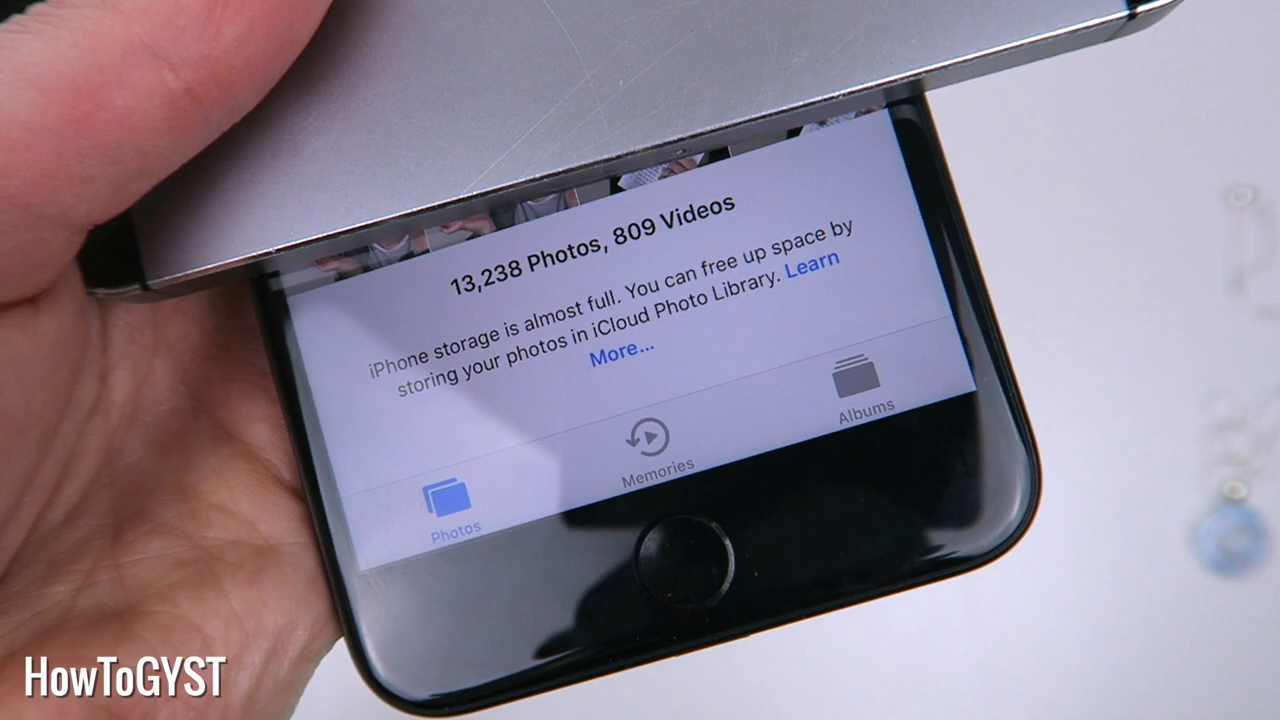 13,238 Photos, 809 Videos
iPhone storage is almost full. You can free up space by
storing your photos in iCloud Photo Library. Learn
More...
Photos
Memories
Albums
HowToGYST